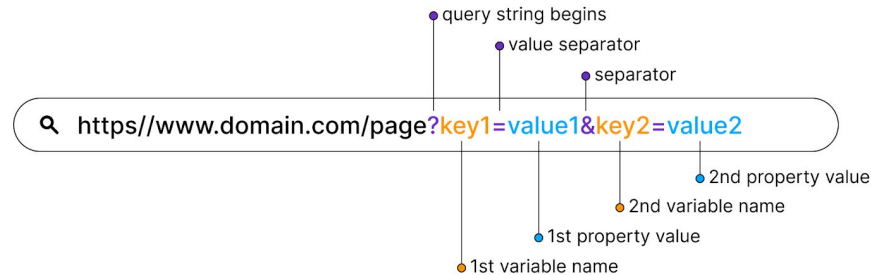 query string begins
value separator
separator
https//www.domain.com/page?key1=value1&key2=value2
2nd property value
2nd variable name
1st property value
1st variable name